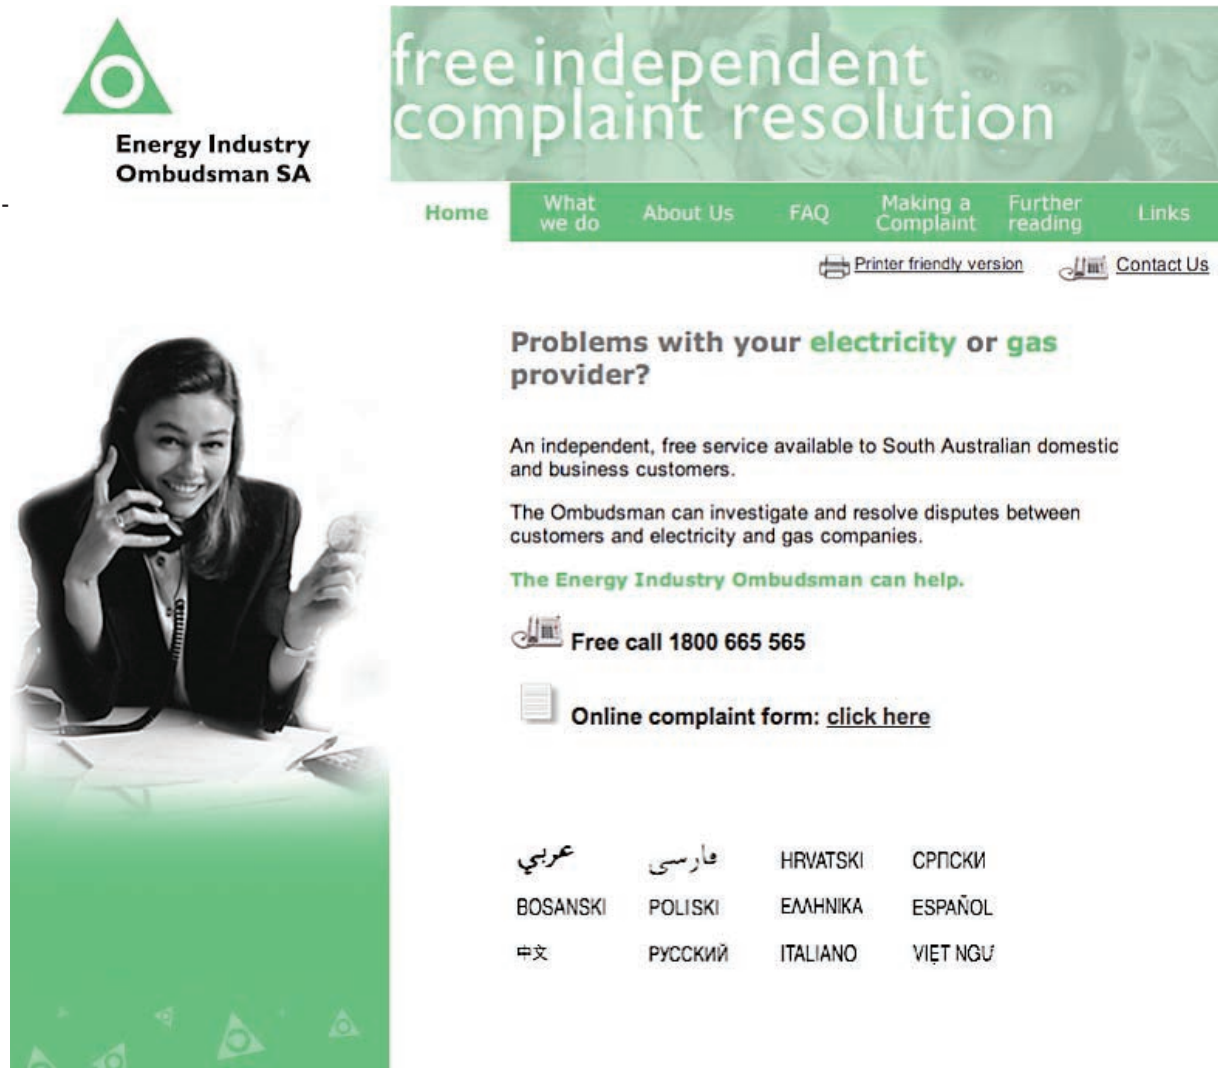 Energy Industry
Ombudsman SA
free independent
complaint resolution
-
Home
What
we do
About Us
FAQ
Making a
Complaint
Further
reading
Links
Printer friendly version
Contact Us
Problems with your electricity or gas
provider?
An independent, free service available to South Australian domestic
and business customers.
The Ombudsman can investigate and resolve disputes between
customers and electricity and gas companies.
The Energy Industry Ombudsman can help.
Free call 1800 665 565
Online complaint form: click here
عربي فارسی HRVATSKI СРПСКИ
BOSANSKI POLISKI ΕΛΛΗΝΙΚΑ ESPAÑOL
中文 РУССКИЙ ITALIANO VIỆT NGƯ